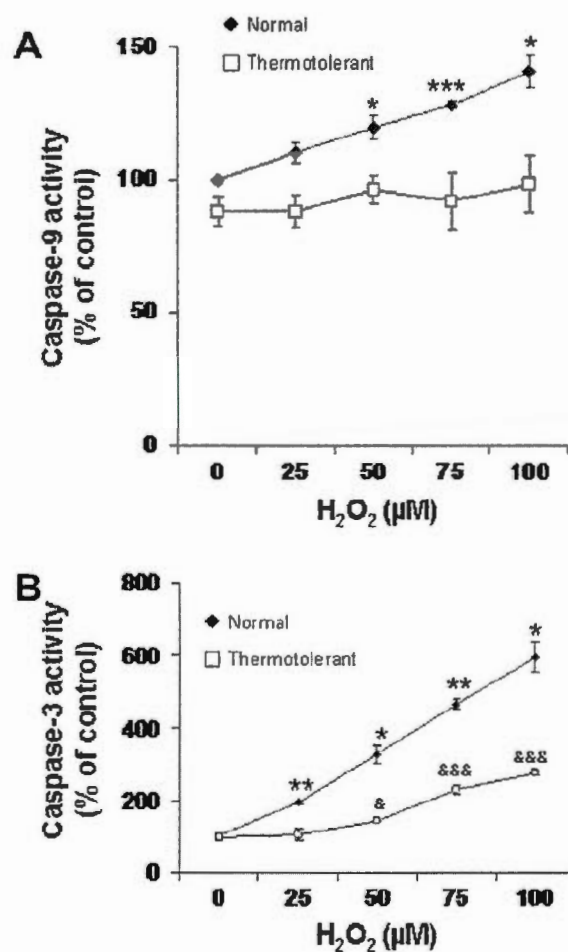 A
Normal
Thermotolerant
150
100
50
0
Caspase-9 activity
(% of control)
*
***
*
0 25 50 75 100
H₂O₂ (µM)
B
800
600
400
200
0
Caspase-3 activity
(% of control)
Normal
Thermotolerant
**
*
**
*
&
&&&
&&&
0 25 50 75 100
H₂O₂ (µM)